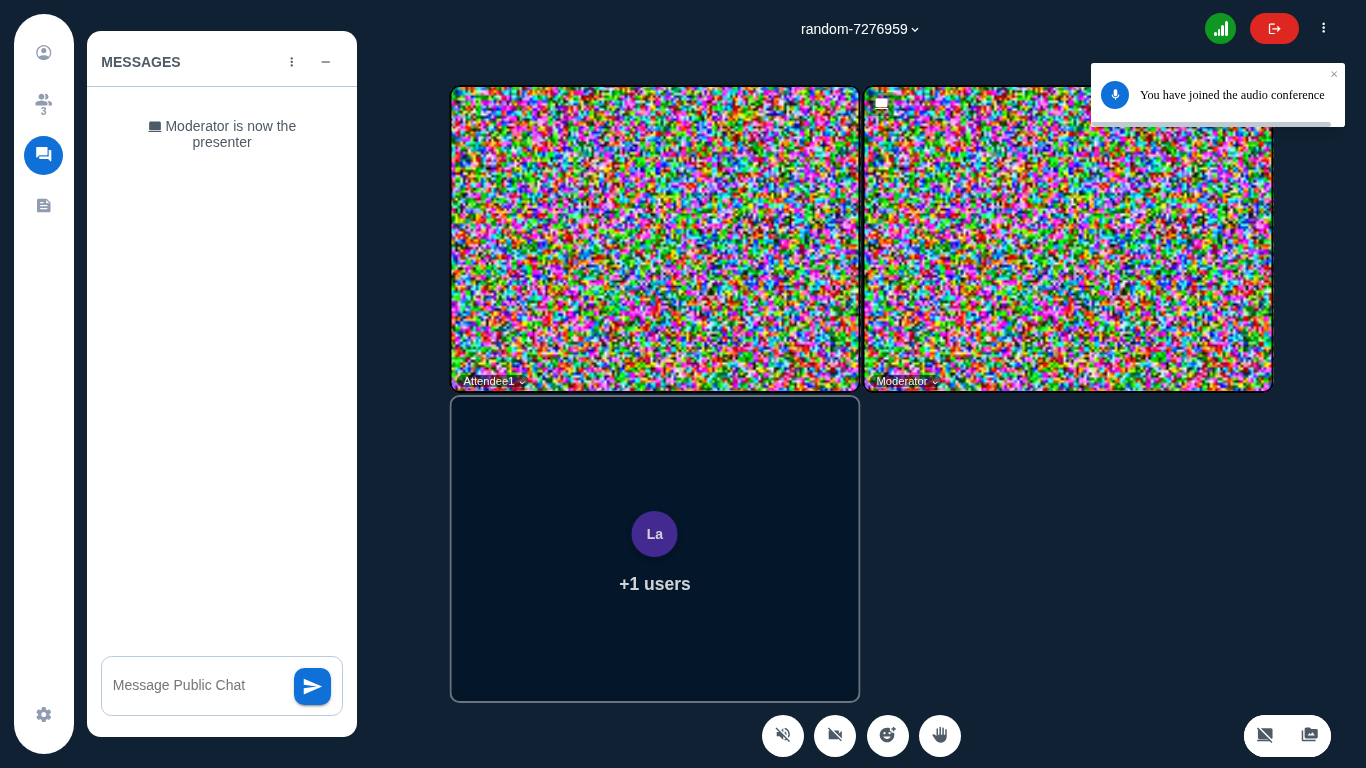 random-7276959
MESSAGES
3
Moderator is now the
presenter
You have joined the audio conference
Attendee1
Moderator
La
+1 users
Message Public Chat